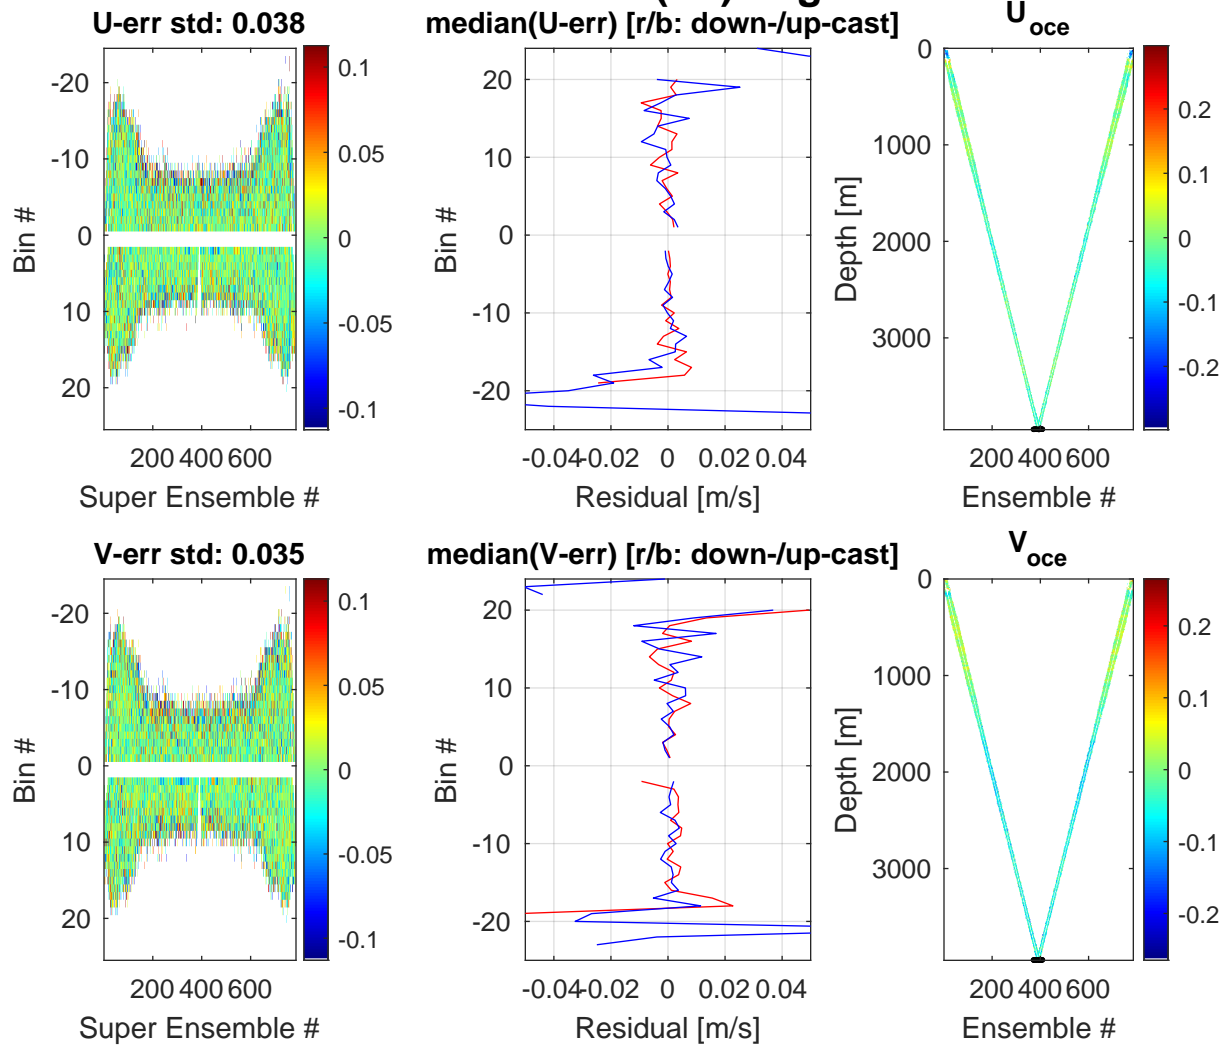 U-err std: 0.038
-20
-10
0
10
20
200 400 600
Super Ensemble #
Bin #
0.1
0.05
0
-0.05
-0.1
median(U-err) [r/b: down-/up-cast]
20
10
0
-10
-20
-0.04 -0.02 0 0.02 0.04
Residual [m/s]
Bin #
U oce
0
1000
2000
3000
200 400 600
Ensemble #
Depth [m]
0.2
0.1
0
-0.1
-0.2
V-err std: 0.035
-20
-10
0
10
20
200 400 600
Super Ensemble #
Bin #
0.1
0.05
0
-0.05
-0.1
median(V-err) [r/b: down-/up-cast]
20
10
0
-10
-20
-0.04 -0.02 0 0.02 0.04
Residual [m/s]
Bin #
V oce
0
1000
2000
3000
200 400 600
Ensemble #
Depth [m]
0.2
0.1
0
-0.1
-0.2